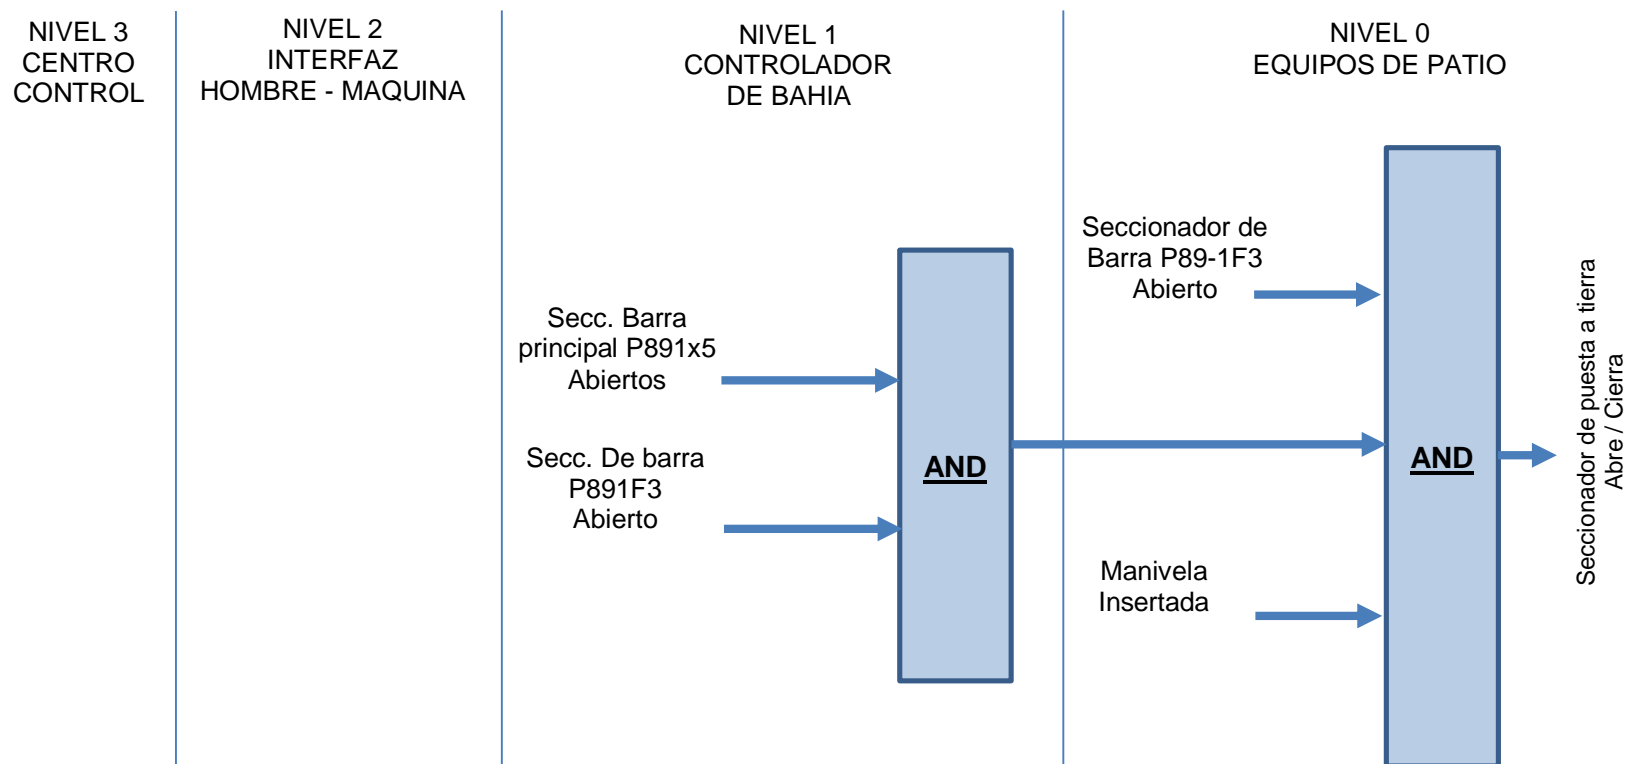 NIVEL 3
CENTRO
CONTROL
NIVEL 2
INTERFAZ
HOMBRE - MAQUINA
NIVEL 1
CONTROLADOR
DE BAHIA
NIVEL 0
EQUIPOS DE PATIO
Secc. Barra
principal P891x5
Abiertos
Secc. De barra
P891F3
Abierto
AND
Seccionador de
Barra P89-1F3
Abierto
Manivela
Insertada
AND
Seccionador de puesta a tierra
Abre / Cierra